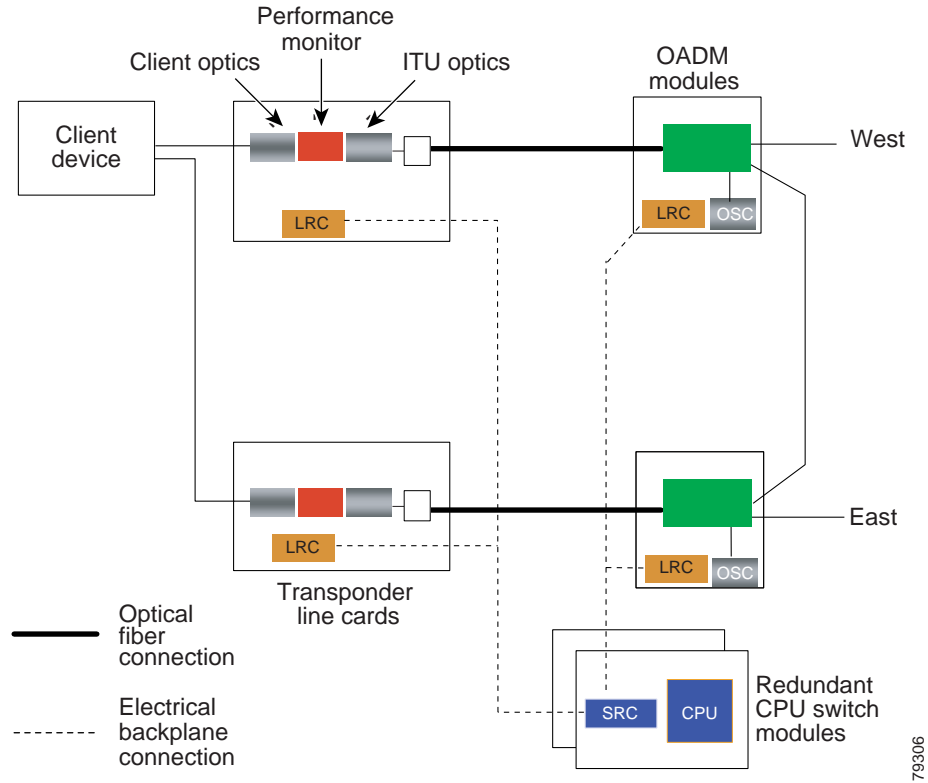 Performance
monitor
Client optics
ITU optics
OADM
modules
Client
device
West
LRC
LRC
OSC
East
LRC
LRC
OSC
Transponder
line cards
Optical
fiber
connection
Electrical
backplane
connection
SRC
CPU
Redundant
CPU switch
modules
79306